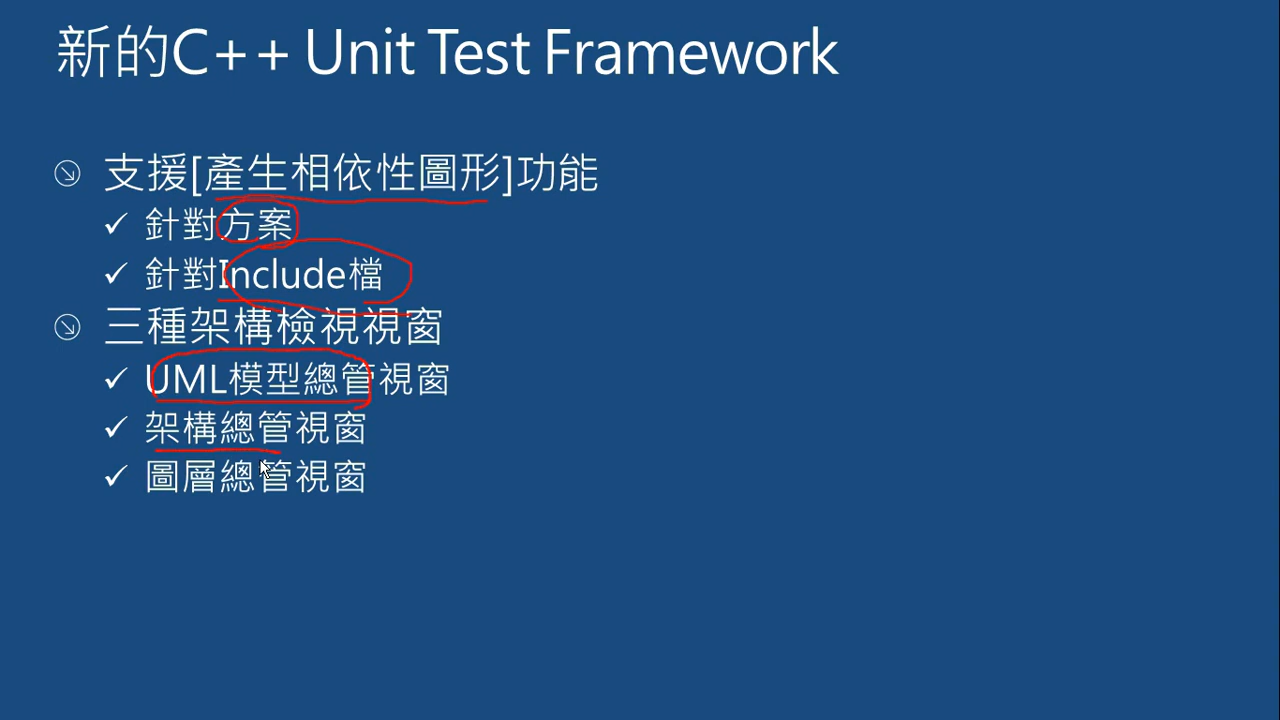 新的C++ Unit Test Framework
支援[產生相依性圖形]功能
針對方案
針對Include檔
三種架構檢視視窗
UML模型總管視窗
架構總管視窗
圖層總管視窗